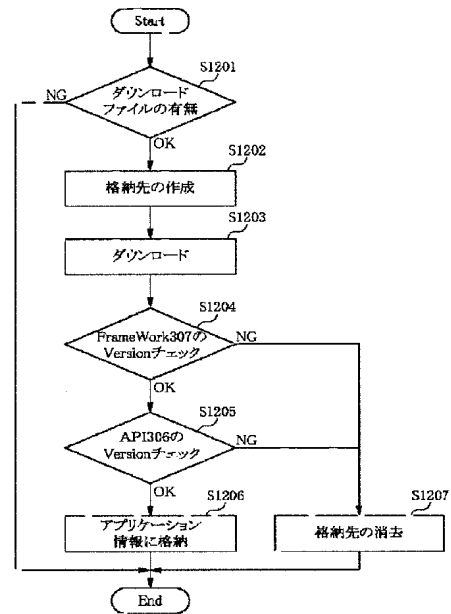 Start
S1201
ダウンロード
ファイルの有無
NG
OK
S1202
格納先の作成
S1203
ダウンロード
S1204
FrameWork307の
Versionチェック
NG
OK
S1205
API306の
Versionチェック
NG
OK
S1206
アプリケーション
情報に格納
S1207
格納先の消去
End